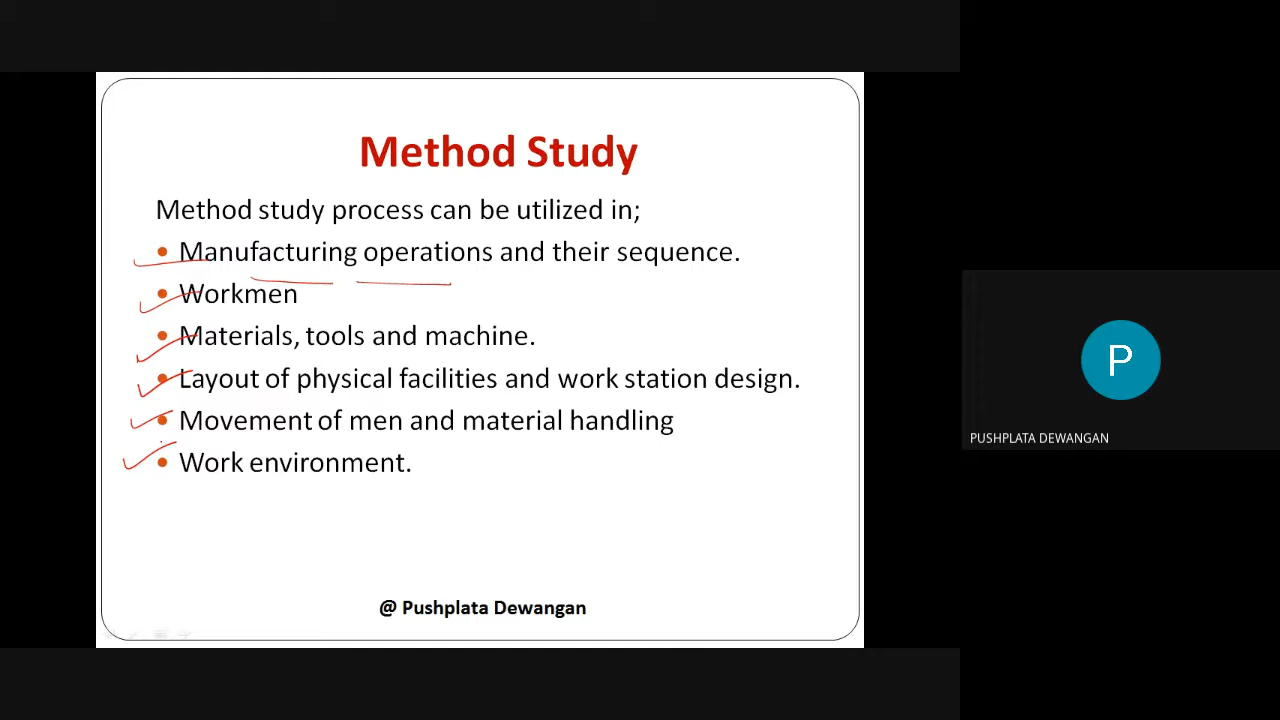 Method Study
Method study process can be utilized in;
• Manufacturing operations and their sequence.
• Workmen
• Materials, tools and machine.
• Layout of physical facilities and work station design.
• Movement of men and material handling
• Work environment.
@ Pushplata Dewangan
P
PUSHPLATA DEWANGAN